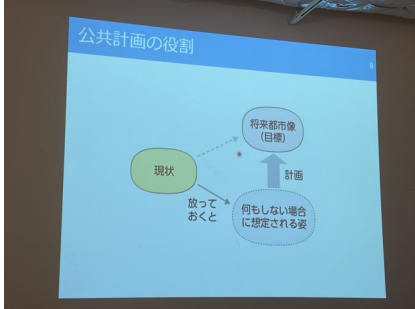 公共計画の役割
8
将来都市像
(目標)
現状
計画
放って
おくと
何もしない場合
に想定される姿